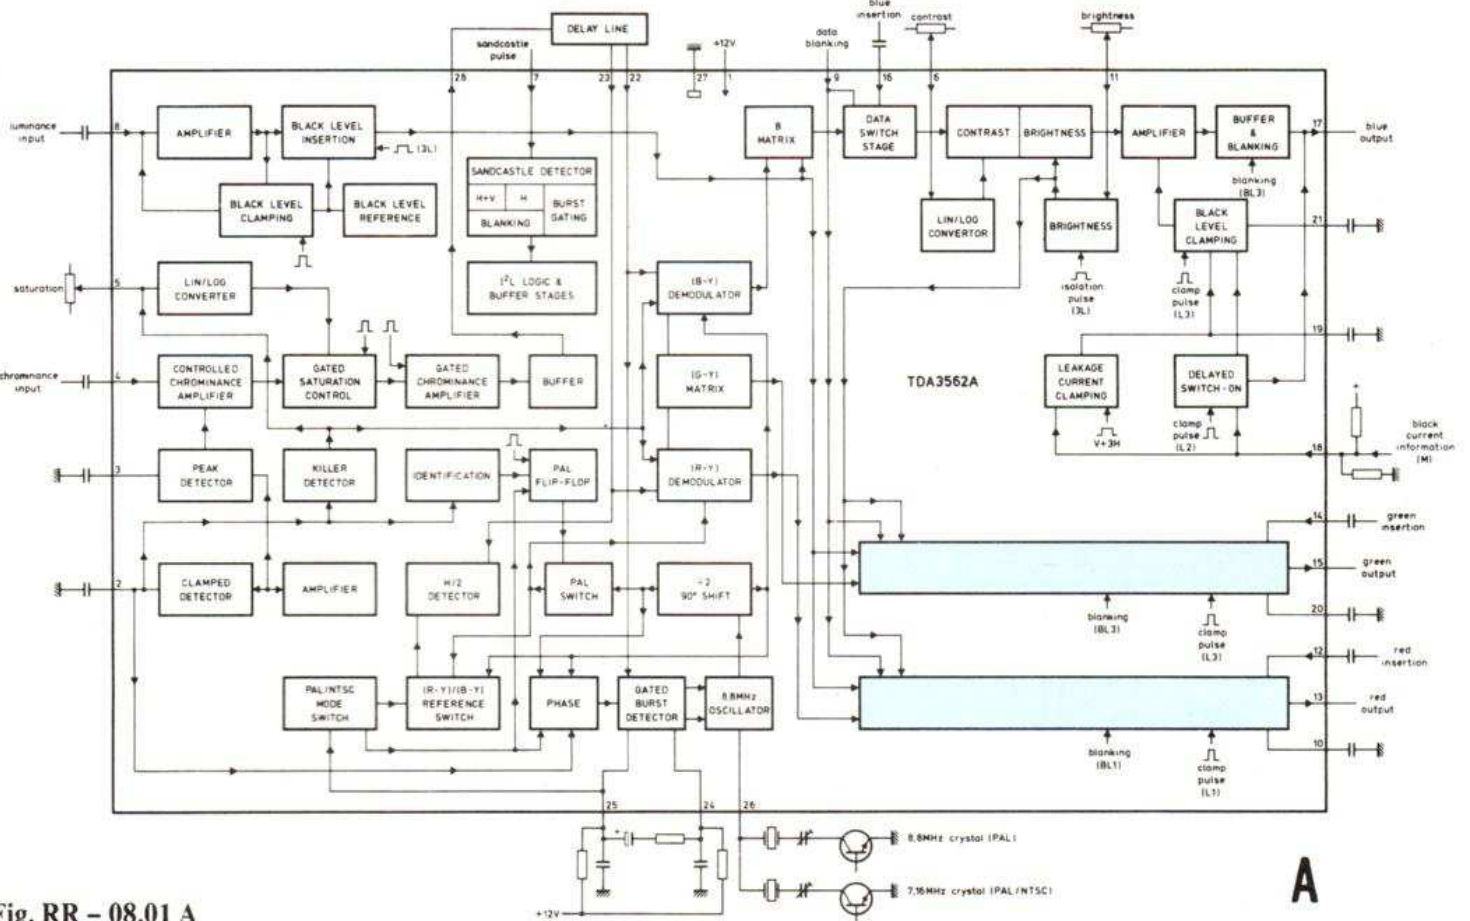 blue
insertion
contrast
brightness
DELAY LINE
data
blanking
sandcastle
pulse
+12V
28
7
23
22
27
1
9
16
6
11
luminance
input
8
AMPLIFIER
BLACK LEVEL
INSERTION
(3L)
B
MATRIX
DATA
SWITCH
STAGE
CONTRAST
BRIGHTNESS
AMPLIFIER
BUFFER
&
BLANKING
17
blue
output
SANDCASTLE DETECTOR
H+V
H
BURST
GATING
BLANKING
blanking
(BL3)
BLACK LEVEL
CLAMPING
BLACK LEVEL
REFERENCE
LIN/LOG
CONVERTOR
BRIGHTNESS
BLACK
LEVEL
CLAMPING
21
saturation
5
LIN/LOG
CONVERTER
I²L LOGIC &
BUFFER STAGES
(B-Y)
DEMODULATOR
isolation
pulse
(3L)
clamp
pulse
(L3)
19
chrominance
input
4
CONTROLLED
CHROMINANCE
AMPLIFIER
GATED
SATURATION
CONTROL
GATED
CHROMINANCE
AMPLIFIER
BUFFER
(G-Y)
MATRIX
TDA3562A
LEAKAGE
CURRENT
CLAMPING
DELAYED
SWITCH-ON
+
V+3H
clamp
pulse
(L2)
18
black
current
information
(M)
3
PEAK
DETECTOR
KILLER
DETECTOR
IDENTIFICATION
PAL
FLIP-FLOP
(R-Y)
DEMODULATOR
14
green
insertion
15
green
output
2
CLAMPED
DETECTOR
AMPLIFIER
H/2
DETECTOR
PAL
SWITCH
÷2
90° SHIFT
blanking
(BL3)
clamp
pulse
(L3)
20
12
red
insertion
PAL/NTSC
MODE
SWITCH
(R-Y)/(B-Y)
REFERENCE
SWITCH
PHASE
GATED
BURST
DETECTOR
8.8MHz
OSCILLATOR
13
red
output
blanking
(BL1)
clamp
pulse
(L1)
10
25
24
26
+
8.8MHz crystal (PAL)
7.16MHz crystal (PAL/NTSC)
+12V
A
Fig. RR – 08.01 A